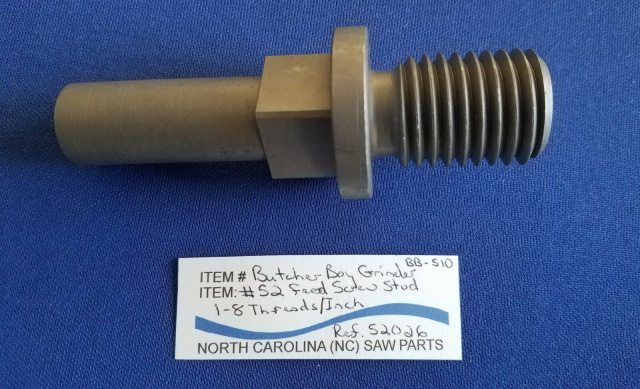 BB-510
ITEM # Butcher Boy Grinder
ITEM: #52 Feed Screw Stud
1-8 Threads/Inch
Ref. 52026
NORTH CAROLINA (NC) SAW PARTS